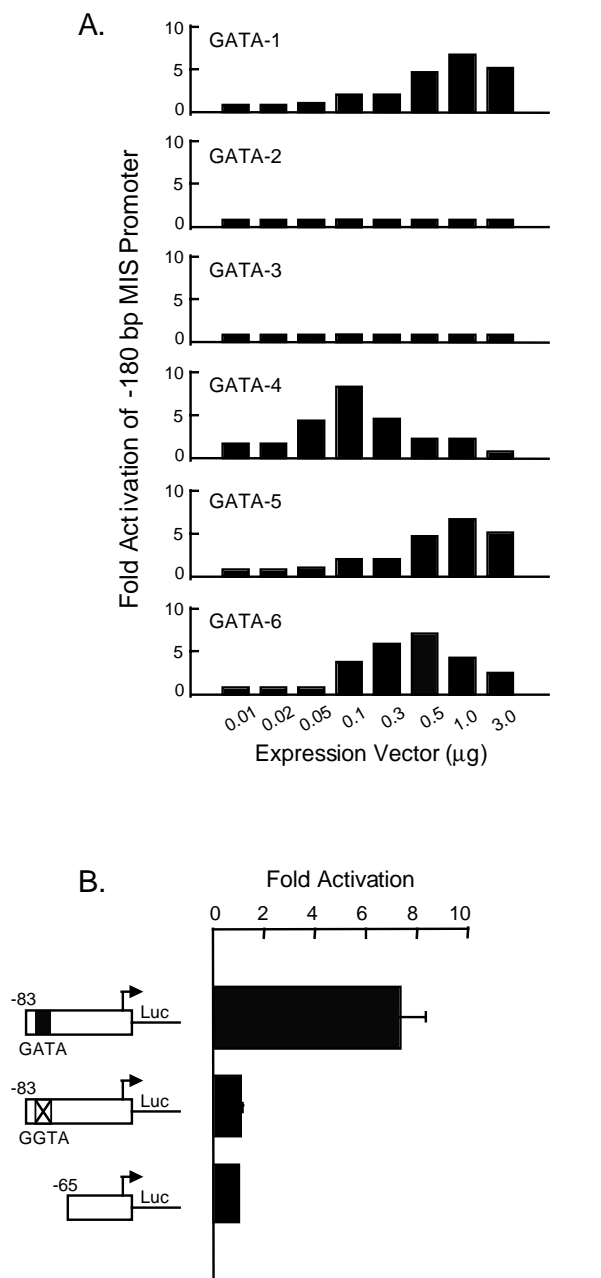 A.
Fold Activation of -180 bp MIS Promoter
10
5
0
GATA-1
10
5
0
GATA-2
10
5
0
GATA-3
10
5
0
GATA-4
10
5
0
GATA-5
10
5
0
GATA-6
0.01 0.02 0.05 0.1 0.3 0.5 1.0 3.0
Expression Vector (μg)
B.
Fold Activation
0 2 4 6 8 10
-83
Luc
GATA
-83
Luc
GGTA
-65
Luc